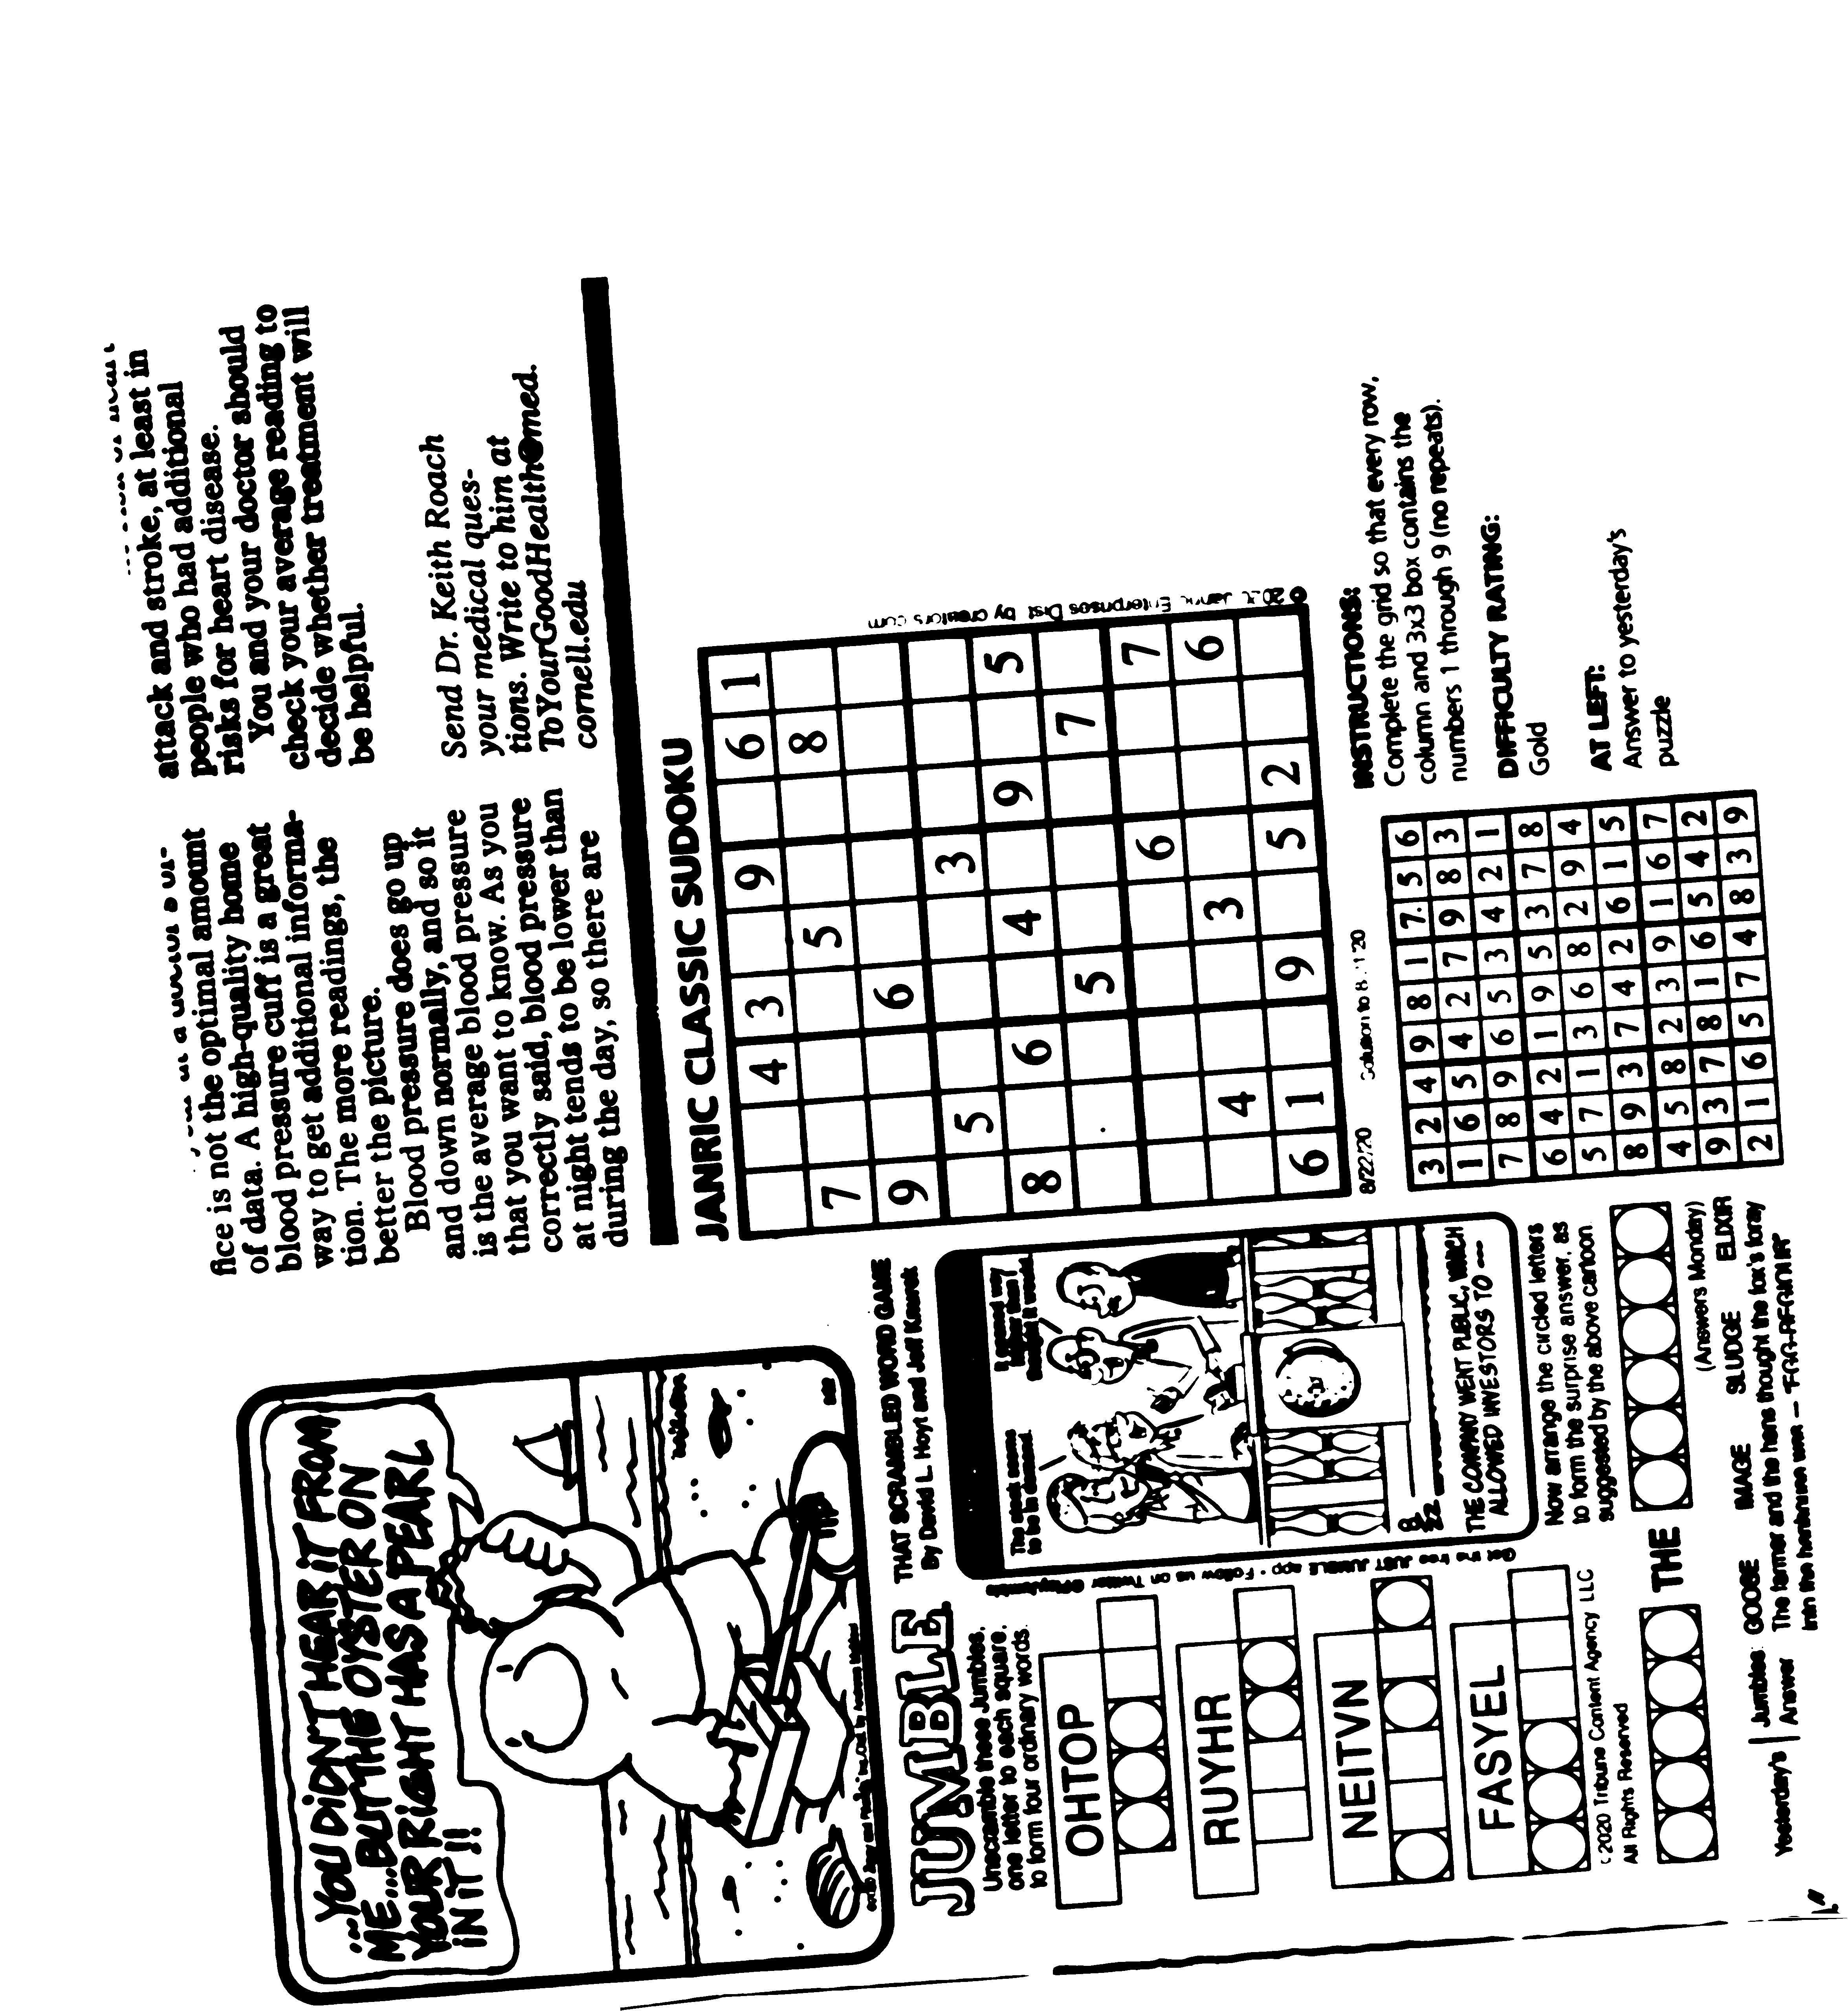 ...YOU DIDN'T HEAR IT FROM
ME....BUT THE OYSTER ON
YOUR RIGHT HAS A PEARL
IN IT!!
fice is not the optimal amount
of data. A high-quality home
blood pressure cuff is a great
way to get additional informa-
tion. The more readings, the
better the picture.
Blood pressure does go up
and down normally, and so it
is the average blood pressure
that you want to know. As you
correctly said, blood pressure
at night tends to be lower than
during the day, so there are
attack and stroke, at least in
people who had additional
risks for heart disease.
You and your doctor should
check your average reading to
decide whether treatment will
be helpful.
Send Dr. Keith Roach
your medical ques-
tions. Write to him at
ToYourGoodHealth@med.
cornell.edu
JUMBLE
THAT SCRAMBLED WORD GAME
By David L. Hoyt and Jeff Knurek
Unscramble these Jumbles,
one letter to each square,
to form four ordinary words.
OHTOP
RUYHR
NEITVN
FASYEL
© 2020 Tribune Content Agency LLC
All Rights Reserved
Get the free JUST JUMBLE app • Follow us on Twitter @PlayJumble
The stock seems
to be in demand.
It opened way
higher than I
thought it would.
8/22
THE COMPANY WENT PUBLIC, WHICH
ALLOWED INVESTORS TO ---
Now arrange the circled letters
to form the surprise answer, as
suggested by the above cartoon
THE
(Answers Monday)
Yesterday's
Jumbles: GOOSE IMAGE SLUDGE ELIXIR
Answer The farmer and the hens thought the fox's foray
into the henhouse was —
JANRIC CLASSIC SUDOKU
4 3 9 6 1
7 5 8
9 6
5 3
8 6 4 9 5
5 7
6 7
4 3 6
6 1 9 5 2
2020 Janric Enterprises Dist by creators com
8/22/20
Solution to 8/21/20
3 2 4 9 8 1 7 5 6
1 6 5 4 2 7 9 8 3
7 8 9 6 5 3 4 2 1
6 4 2 1 9 5 3 7 8
5 7 1 3 6 8 2 9 4
8 9 3 7 4 2 6 1 5
4 5 8 2 3 9 1 6 7
9 3 7 8 1 6 5 4 2
2 1 6 5 7 4 8 3 9
INSTRUCTIONS:
Complete the grid so that every row,
column and 3x3 box contains the
numbers 1 through 9 (no repeats).
DIFFICULTY RATING:
Gold
AT LEFT:
Answer to yesterday's
puzzle